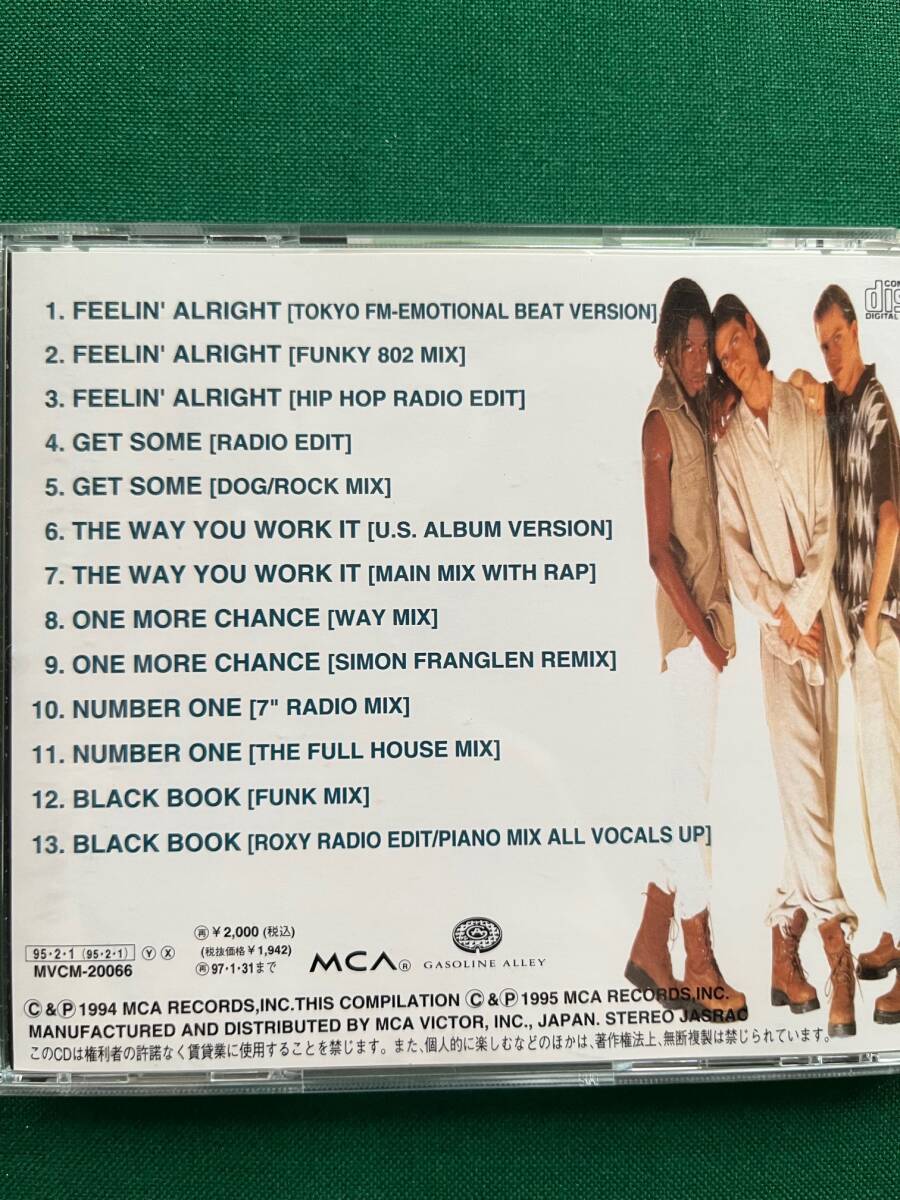 1. FEELIN' ALRIGHT [TOKYO FM-EMOTIONAL BEAT VERSION]
2. FEELIN' ALRIGHT [FUNKY 802 MIX]
3. FEELIN' ALRIGHT [HIP HOP RADIO EDIT]
4. GET SOME [RADIO EDIT]
5. GET SOME [DOG/ROCK MIX]
6. THE WAY YOU WORK IT [U.S. ALBUM VERSION]
7. THE WAY YOU WORK IT [MAIN MIX WITH RAP]
8. ONE MORE CHANCE [WAY MIX]
9. ONE MORE CHANCE [SIMON FRANGLEN REMIX]
10. NUMBER ONE [7" RADIO MIX]
11. NUMBER ONE [THE FULL HOUSE MIX]
12. BLACK BOOK [FUNK MIX]
13. BLACK BOOK [ROXY RADIO EDIT/PIANO MIX ALL VOCALS UP]
95・2・1 (95・2・1) Ⓨ Ⓧ
MVCM-20066
㊢ ¥2,000 (税込)
(税抜価格¥1,942)
97・1・31まで
MCA®
GASOLINE ALLEY
Ⓒ&Ⓟ1994 MCA RECORDS,INC.THIS COMPILATION Ⓒ&Ⓟ1995 MCA RECORDS,INC.
MANUFACTURED AND DISTRIBUTED BY MCA VICTOR, INC., JAPAN. STEREO JASRAC
このCDは権利者の許諾なく賃貸業に使用することを禁じます。また、個人的に楽しむなどのほかは、著作権法上、無断複製は禁じられています。